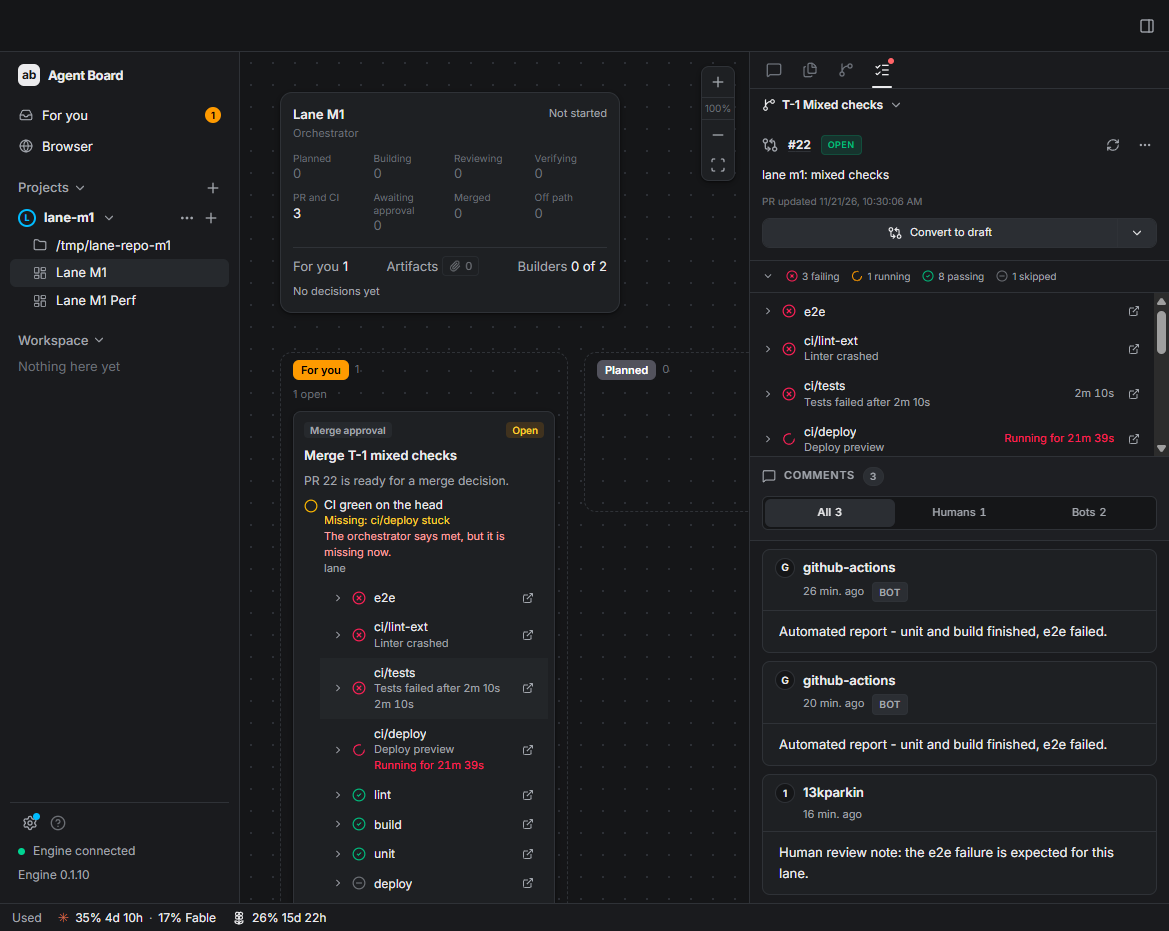 ab Agent Board
For you 1
Browser
Projects
L lane-m1
/tmp/lane-repo-m1
Lane M1
Lane M1 Perf
Workspace
Nothing here yet
Engine connected
Engine 0.1.10
Lane M1 Not started
Orchestrator
Planned Building Reviewing Verifying
0 0 0 0
PR and CI Awaiting approval Merged Off path
3 0 0 0
For you 1 Artifacts 0 Builders 0 of 2
No decisions yet
100%
For you 1
1 open
Planned 0
Merge approval Open
Merge T-1 mixed checks
PR 22 is ready for a merge decision.
CI green on the head
Missing: ci/deploy stuck
The orchestrator says met, but it is
missing now.
lane
e2e
ci/lint-ext
Linter crashed
ci/tests
Tests failed after 2m 10s
2m 10s
ci/deploy
Deploy preview
Running for 21m 39s
lint
build
unit
deploy
T-1 Mixed checks
#22 OPEN
lane m1: mixed checks
PR updated 11/21/26, 10:30:06 AM
Convert to draft
3 failing 1 running 8 passing 1 skipped
e2e
ci/lint-ext
Linter crashed
ci/tests
Tests failed after 2m 10s 2m 10s
ci/deploy
Deploy preview Running for 21m 39s
COMMENTS 3
All 3 Humans 1 Bots 2
G github-actions
26 min. ago BOT
Automated report - unit and build finished, e2e failed.
G github-actions
20 min. ago BOT
Automated report - unit and build finished, e2e failed.
1 13kparkin
16 min. ago
Human review note: the e2e failure is expected for this
lane.
Used 35% 4d 10h · 17% Fable 26% 15d 22h